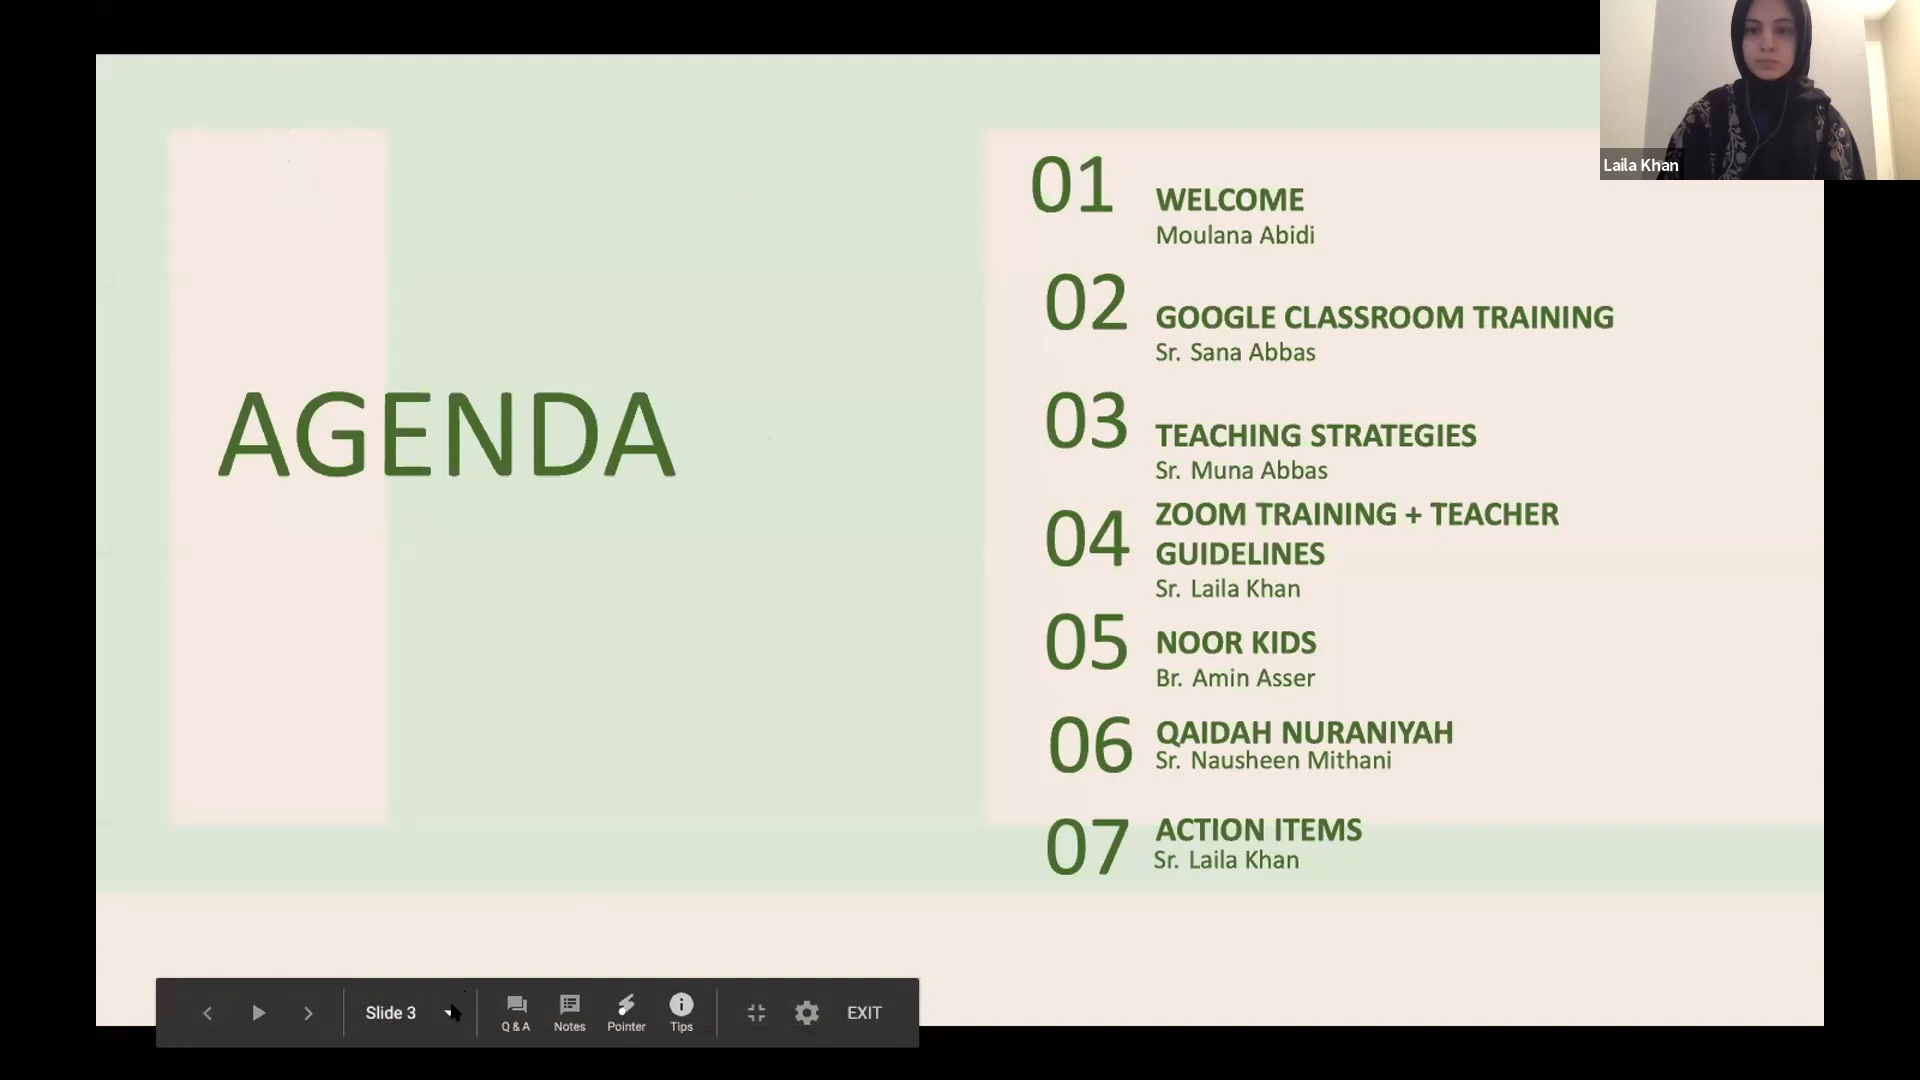 Laila Khan
AGENDA
01
WELCOME
Moulana Abidi
02
GOOGLE CLASSROOM TRAINING
Sr. Sana Abbas
03
TEACHING STRATEGIES
Sr. Muna Abbas
04
ZOOM TRAINING + TEACHER
GUIDELINES
Sr. Laila Khan
05
NOOR KIDS
Br. Amin Asser
06
QAIDAH NURANIYAH
Sr. Nausheen Mithani
07
ACTION ITEMS
Sr. Laila Khan
Slide 3
Q & A
Notes
Pointer
Tips
EXIT